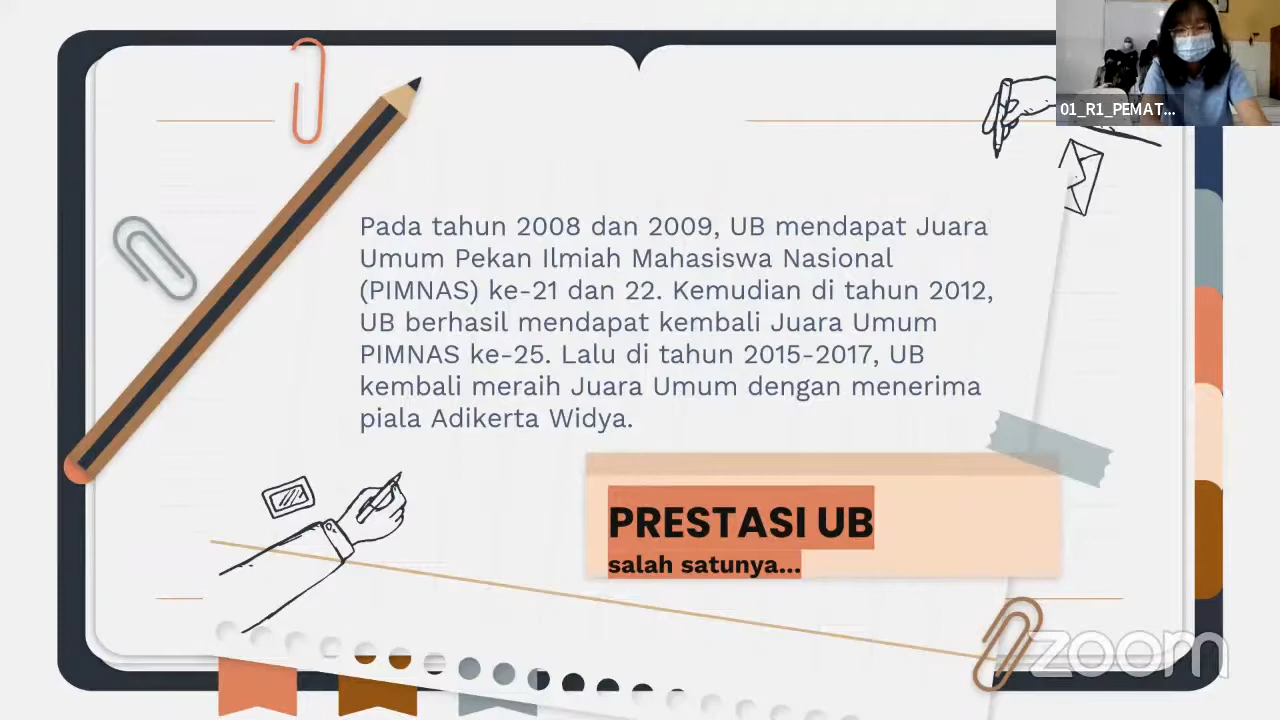 01_R1_PEMAT...
Pada tahun 2008 dan 2009, UB mendapat Juara
Umum Pekan Ilmiah Mahasiswa Nasional
(PIMNAS) ke-21 dan 22. Kemudian di tahun 2012,
UB berhasil mendapat kembali Juara Umum
PIMNAS ke-25. Lalu di tahun 2015-2017, UB
kembali meraih Juara Umum dengan menerima
piala Adikerta Widya.
PRESTASI UB
salah satunya...
zoom